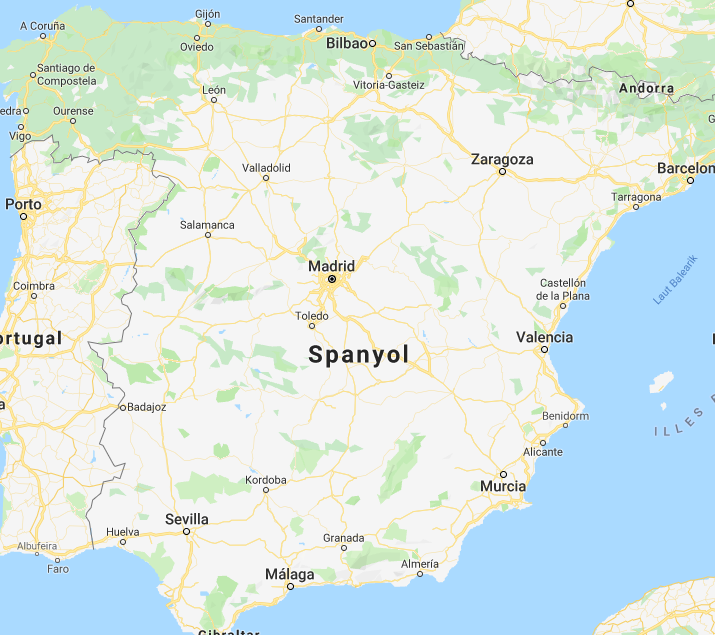 Gijón
A Coruña
Santander
Oviedo
Bilbao
San Sebastián
Santiago de
Compostela
Vitoria-Gasteiz
Andorra
León
edra
Ourense
G
Vigo
Zaragoza
Barcelon
Valladolid
Tarragona
Porto
Salamanca
Madrid
Laut Balearik
Coimbra
Castellón
de la Plana
Toledo
ortugal
Valencia
Spanyol
a
Badajoz
ILLES
Benidorm
Alicante
Kordoba
Murcia
Sevilla
Huelva
Granada
Albufeira
Faro
Almería
Málaga
Gibraltar